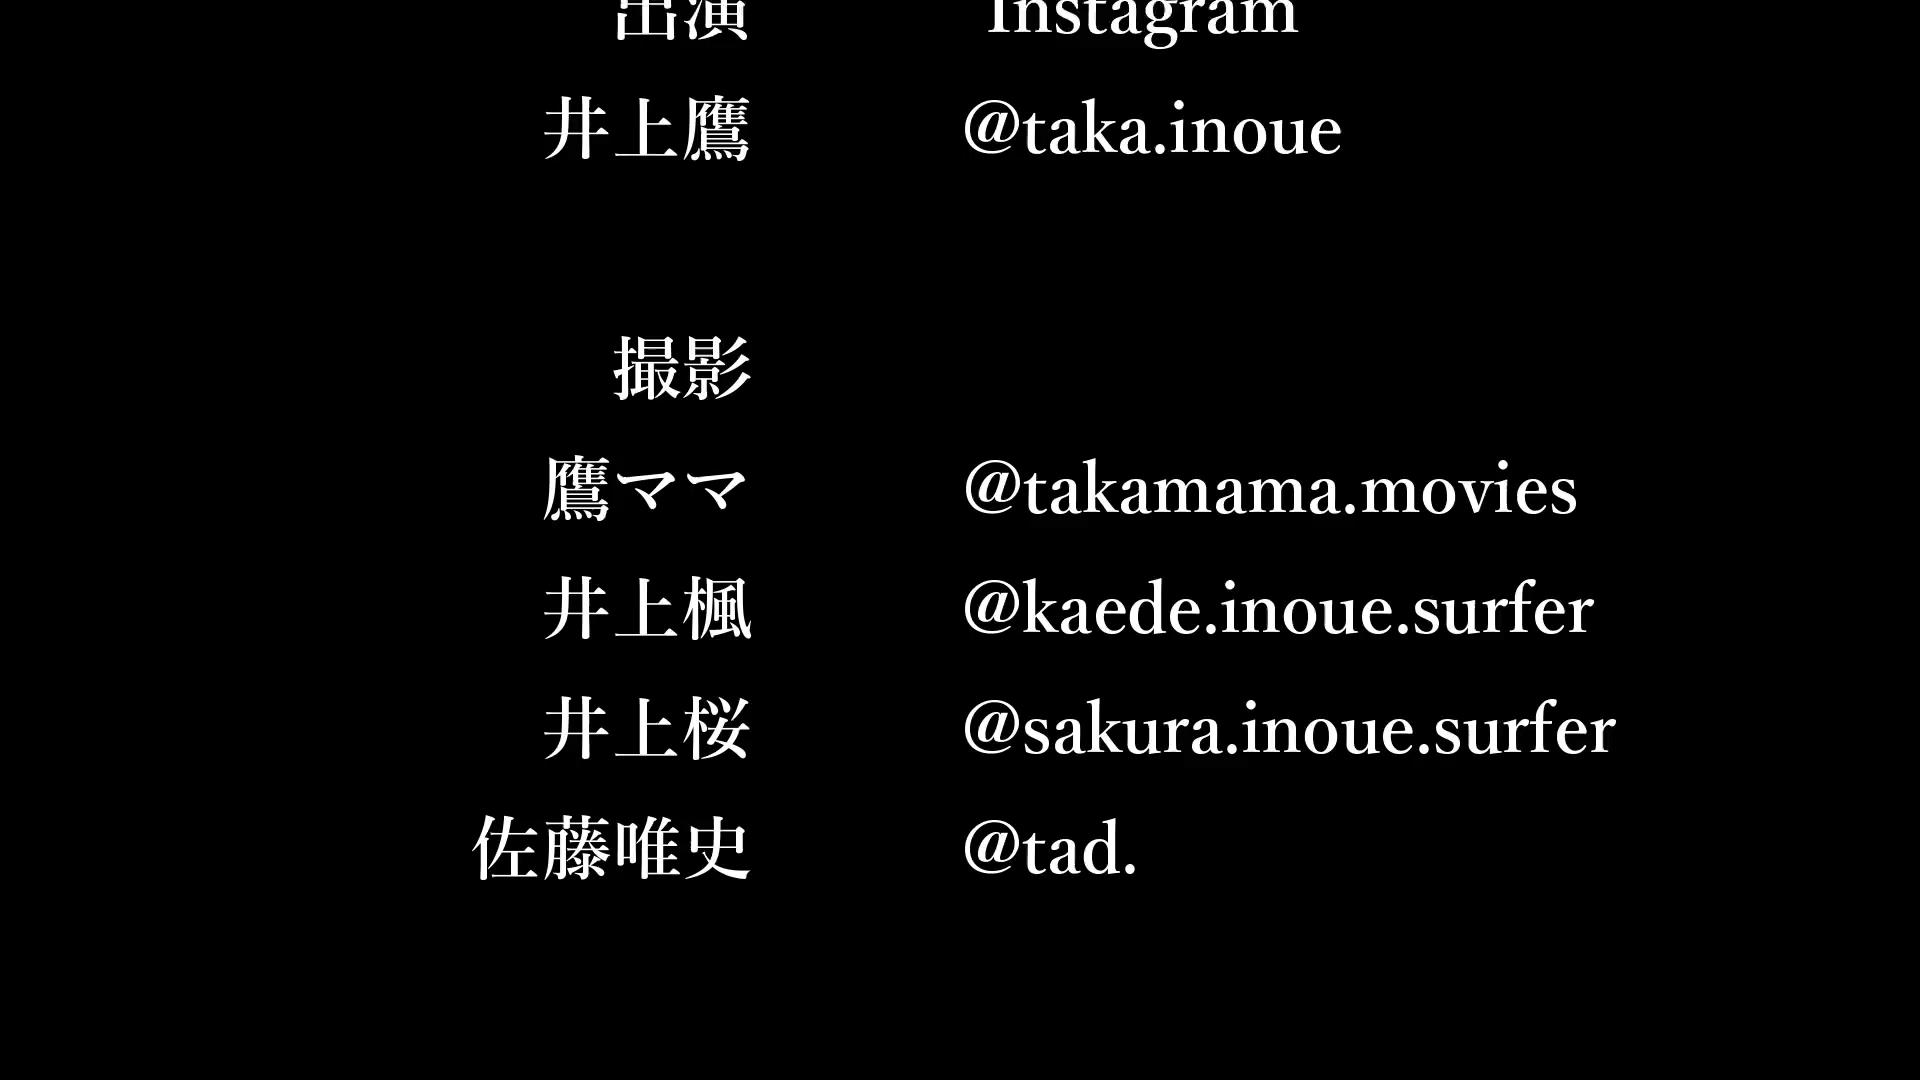 出演 Instagram
井上鷹 @taka.inoue
撮影
鷹ママ @takamama.movies
井上楓 @kaede.inoue.surfer
井上桜 @sakura.inoue.surfer
佐藤唯史 @tad.